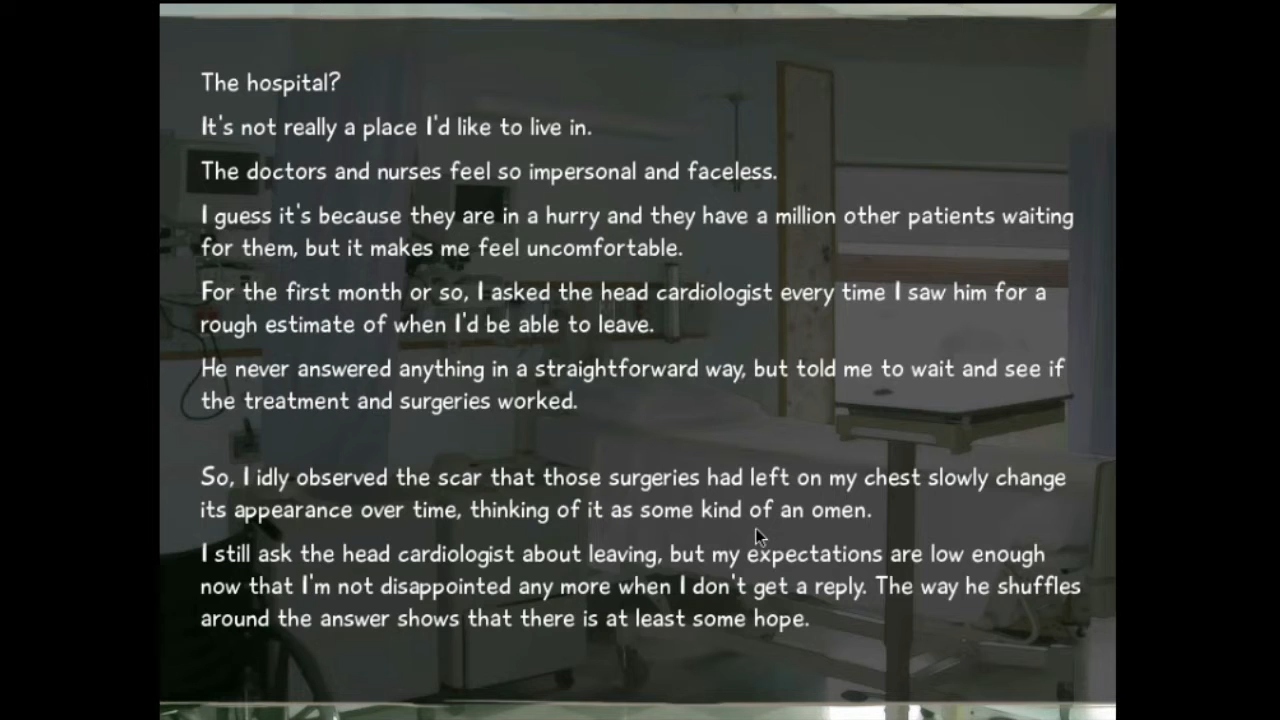 The hospital?
It's not really a place I'd like to live in.
The doctors and nurses feel so impersonal and faceless.
I guess it's because they are in a hurry and they have a million other patients waiting
for them, but it makes me feel uncomfortable.
For the first month or so, I asked the head cardiologist every time I saw him for a
rough estimate of when I'd be able to leave.
He never answered anything in a straightforward way, but told me to wait and see if
the treatment and surgeries worked.
So, I idly observed the scar that those surgeries had left on my chest slowly change
its appearance over time, thinking of it as some kind of an omen.
I still ask the head cardiologist about leaving, but my expectations are low enough
now that I'm not disappointed any more when I don't get a reply. The way he shuffles
around the answer shows that there is at least some hope.